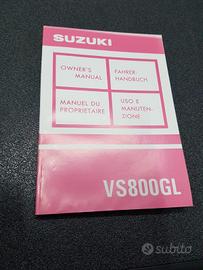 SUZUKI
OWNER'S
MANUAL
FAHRER-
HANDBUCH
MANUEL DU
PROPRIETAIRE
USO E
MANUTEN-
ZIONE
VS800GL
subito